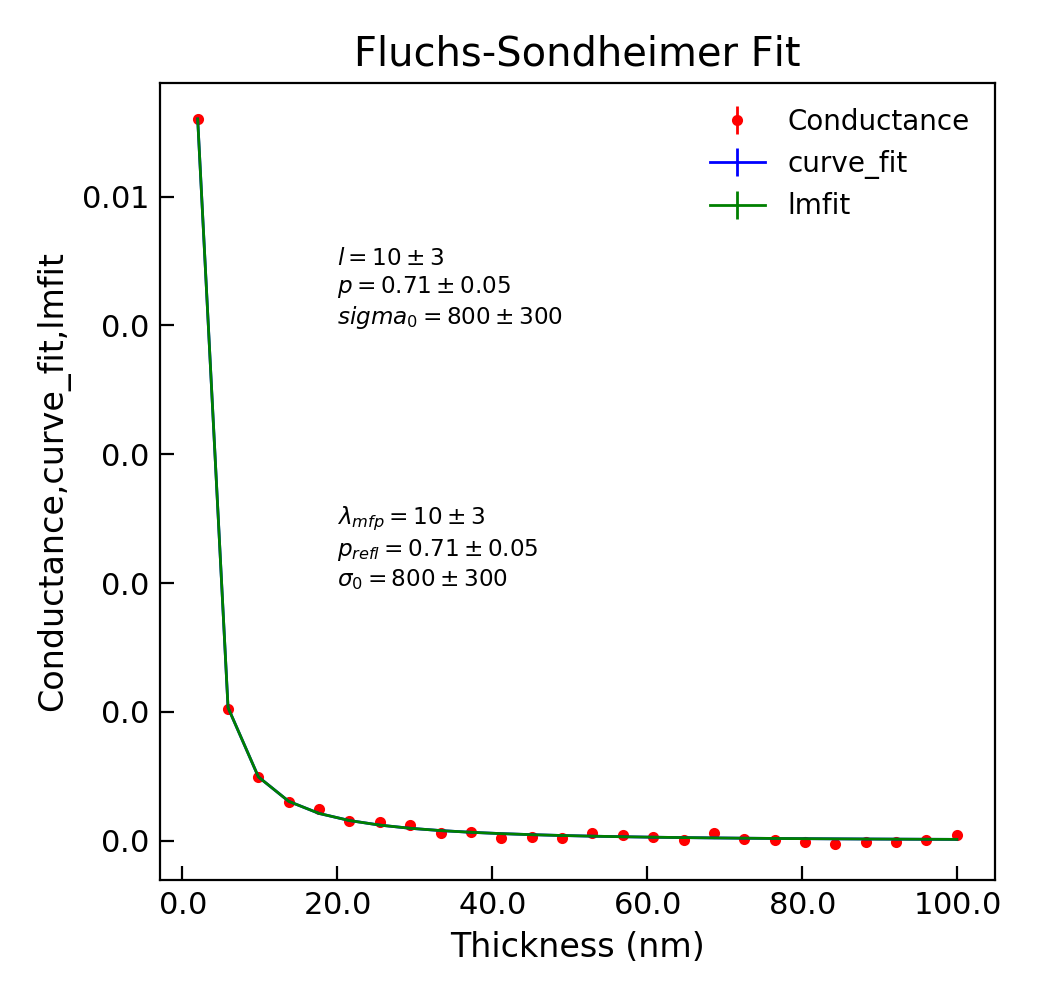 Fluchs-Sondheimer Fit
Conductance
curve_fit
lmfit
0.01
0.0
0.0
0.0
0.0
0.0
l = 10 ± 3
p = 0.71 ± 0.05
sigma₀ = 800 ± 300
λ_mfp = 10 ± 3
p_refl = 0.71 ± 0.05
σ₀ = 800 ± 300
Conductance,curve_fit,lmfit
0.0 20.0 40.0 60.0 80.0 100.0
Thickness (nm)